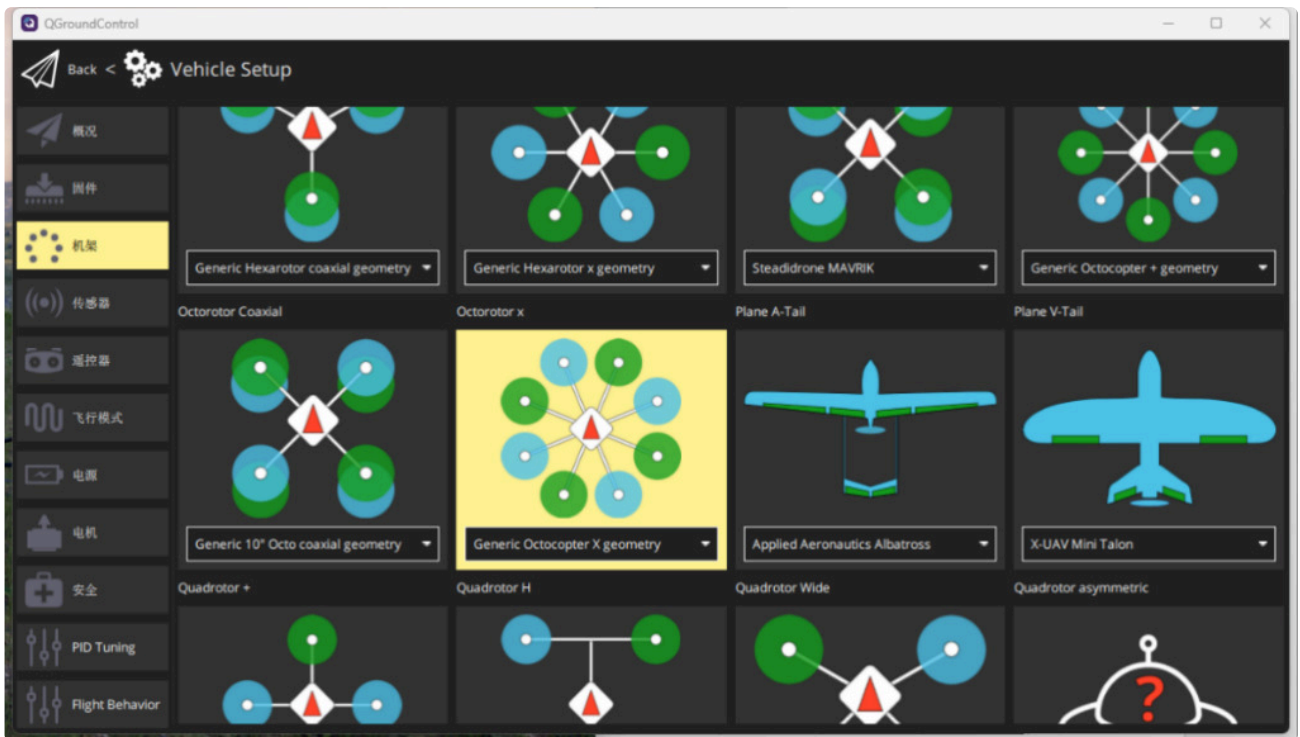 QGroundControl
Back < Vehicle Setup
概况
固件
机架
传感器
遥控器
飞行模式
电源
电机
安全
PID Tuning
Flight Behavior
Generic Hexarotor coaxial geometry
Generic Hexarotor x geometry
Steadidrone MAVRIK
Generic Octocopter + geometry
Octorotor Coaxial
Octorotor x
Plane A-Tail
Plane V-Tail
Generic 10" Octo coaxial geometry
Generic Octocopter X geometry
Applied Aeronautics Albatross
X-UAV Mini Talon
Quadrotor +
Quadrotor H
Quadrotor Wide
Quadrotor asymmetric
?